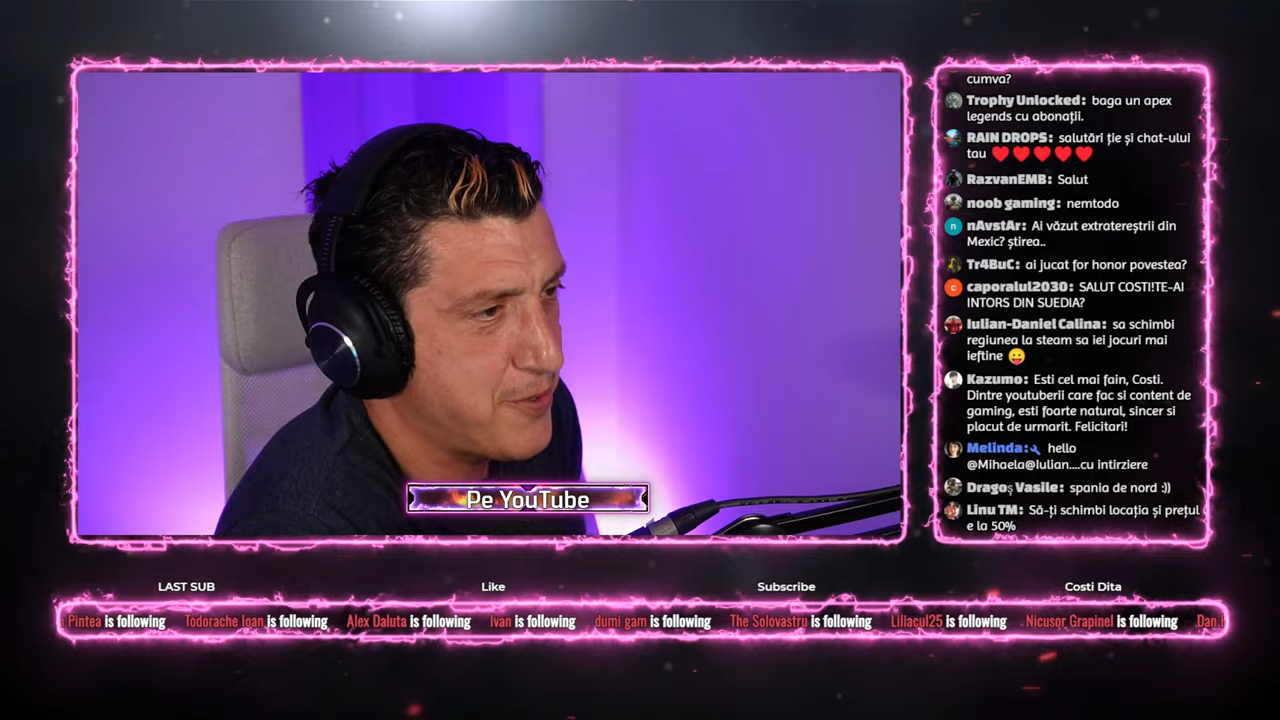 cumva?
Trophy Unlocked: baga un apex
legends cu abonații.
RAIN DROPS: salutări ție și chat-ului
tau ❤️❤️❤️❤️❤️
RazvanEMB: Salut
noob gaming: nemtodo
n
nAvstAr: Ai văzut extratereștrii din
Mexic? știrea..
Tr4BuC: ai jucat for honor povestea?
c
caporalul2030: SALUT COSTI!TE-AI
INTORS DIN SUEDIA?
Iulian-Daniel Calina: sa schimbi
regiunea la steam sa iei jocuri mai
ieftine 😛
Kazumo: Esti cel mai fain, Costi.
Dintre youtuberii care fac si content de
gaming, esti foarte natural, sincer si
placut de urmarit. Felicitari!
Melinda: hello
@Mihaela@Iulian....cu intirziere
Dragoș Vasile: spania de nord :))
Linu TM: Să-ți schimbi locația și prețul
e la 50%
Pe YouTube
LAST SUB Like Subscribe Costi Dita
Pintea is following Todorache Ioan is following Alex Daluta is following Ivan is following dumi gam is following The Solovastru is following Liliacul25 is following Nicusor Grapinel is following Dan